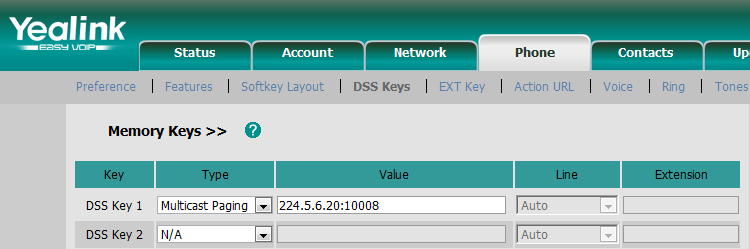 Yealink
EASY VOIP
Status Account Network Phone Contacts Up
Preference Features Softkey Layout DSS Keys EXT Key Action URL Voice Ring Tones
Memory Keys >> ?
Key Type Value Line Extension
DSS Key 1 Multicast Paging 224.5.6.20:10008 Auto
DSS Key 2 N/A Auto